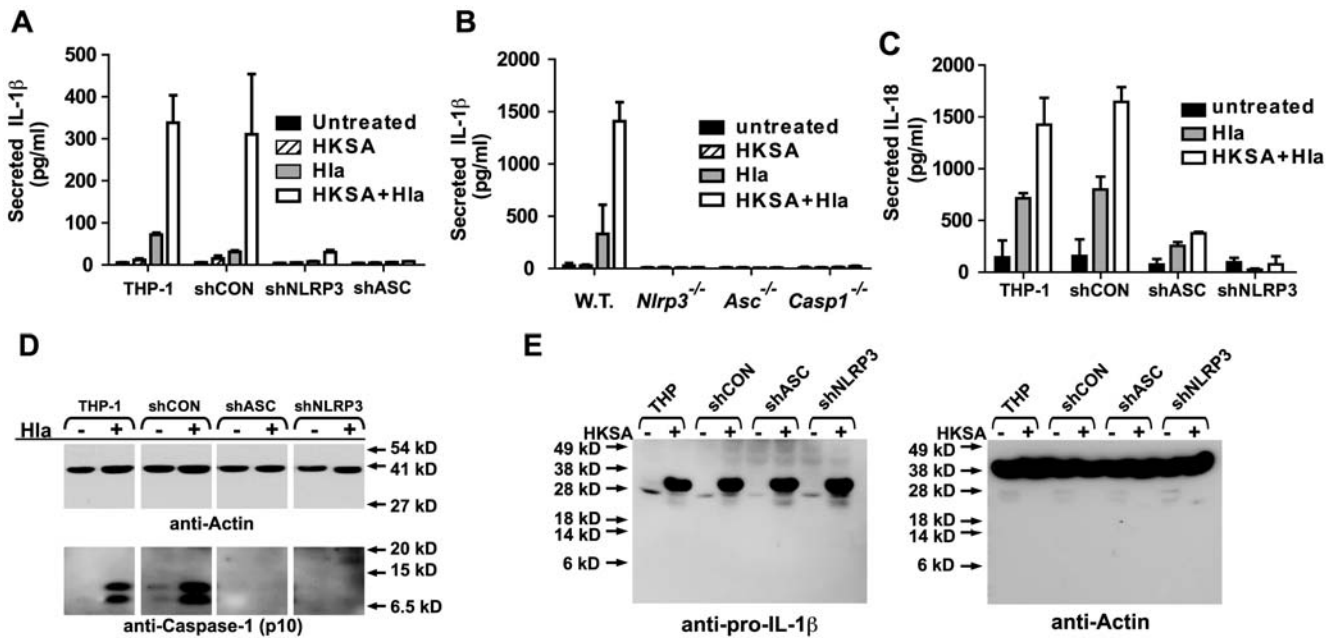 A
Secreted IL-1β
(pg/ml)
500
400
300
200
100
0
Untreated
HKSA
Hla
HKSA+Hla
THP-1 shCON shNLRP3 shASC
B
Secreted IL-1β
(pg/ml)
2000
1500
1000
500
0
untreated
HKSA
Hla
HKSA+Hla
W.T. Nlrp3-/- Asc-/- Casp1-/-
C
Secreted IL-18
(pg/ml)
2000
1500
1000
500
0
untreated
Hla
HKSA+Hla
THP-1 shCON shASC shNLRP3
D
THP-1 shCON shASC shNLRP3
Hla - + - + - + - +
54 kD
41 kD
27 kD
anti-Actin
20 kD
15 kD
6.5 kD
anti-Caspase-1 (p10)
E
THP shCON shASC shNLRP3
HKSA - + - + - + - +
49 kD
38 kD
28 kD
18 kD
14 kD
6 kD
anti-pro-IL-1β
THP shCON shASC shNLRP3
HKSA - + - + - + - +
49 kD
38 kD
28 kD
18 kD
14 kD
6 kD
anti-Actin